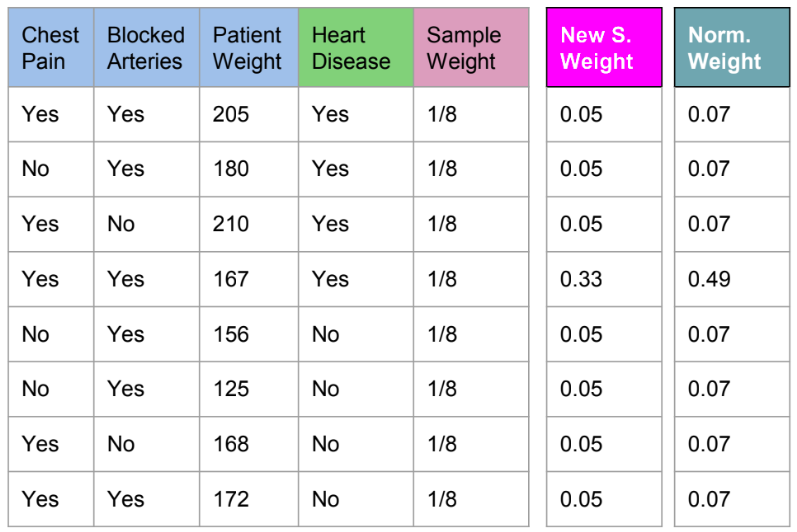 Chest Pain Blocked Arteries Patient Weight Heart Disease Sample Weight New S. Weight Norm. Weight
Yes Yes 205 Yes 1/8 0.05 0.07
No Yes 180 Yes 1/8 0.05 0.07
Yes No 210 Yes 1/8 0.05 0.07
Yes Yes 167 Yes 1/8 0.33 0.49
No Yes 156 No 1/8 0.05 0.07
No Yes 125 No 1/8 0.05 0.07
Yes No 168 No 1/8 0.05 0.07
Yes Yes 172 No 1/8 0.05 0.07